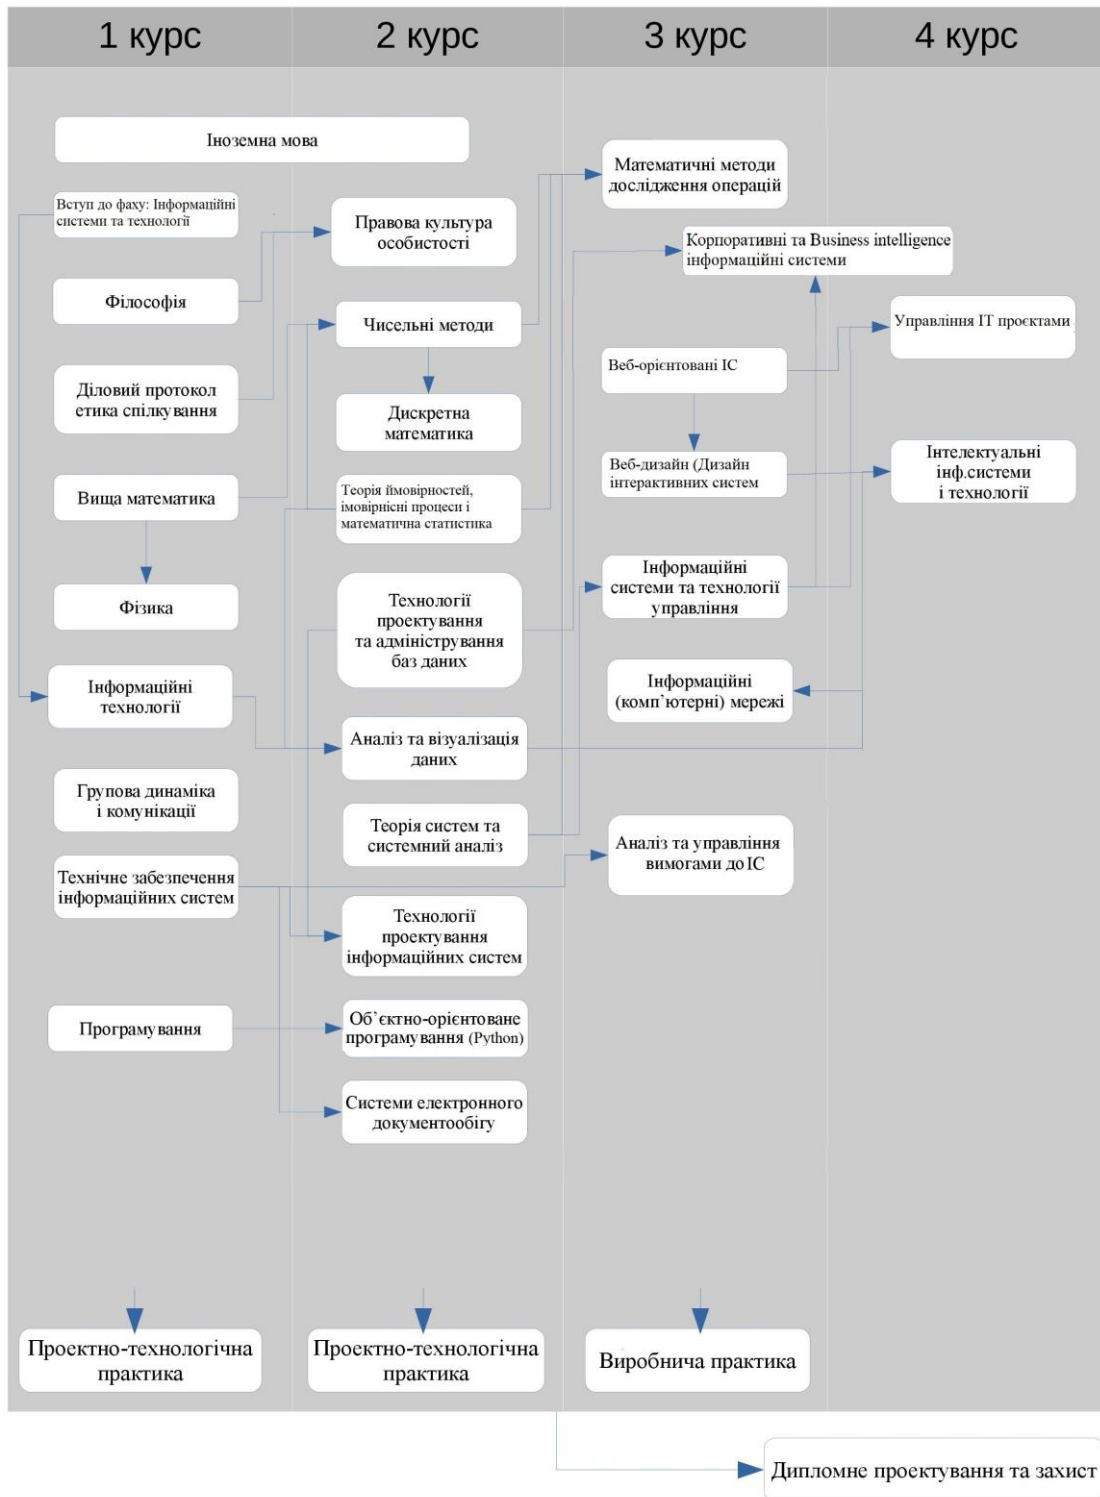 1 курс
2 курс
3 курс
4 курс
Іноземна мова
Вступ до фаху: Інформаційні
системи та технології
Філософія
Діловий протокол
етика спілкування
Вища математика
Фізика
Інформаційні
технології
Групова динаміка
і комунікації
Технічне забезпечення
інформаційних систем
Програмування
Проектно-технологічна
практика
Правова культура
особистості
Чисельні методи
Дискретна
математика
Теорія ймовірностей,
імовірнісні процеси і
математична статистика
Технології
проектування
та адміністрування
баз даних
Аналіз та візуалізація
даних
Теорія систем та
системний аналіз
Технології
проектування
інформаційних систем
Об’єктно-орієнтоване
програмування (Python)
Системи електронного
документообігу
Проектно-технологічна
практика
Математичні методи
дослідження операцій
Корпоративні та Business intelligence
інформаційні системи
Веб-орієнтовані ІС
Веб-дизайн (Дизайн
інтерактивних систем
Інформаційні
системи та технології
управління
Інформаційні
(комп’ютерні) мережі
Аналіз та управління
вимогами до ІС
Виробнича практика
Управління ІТ проєктами
Інтелектуальні
інф.системи
і технології
Дипломне проектування та захист